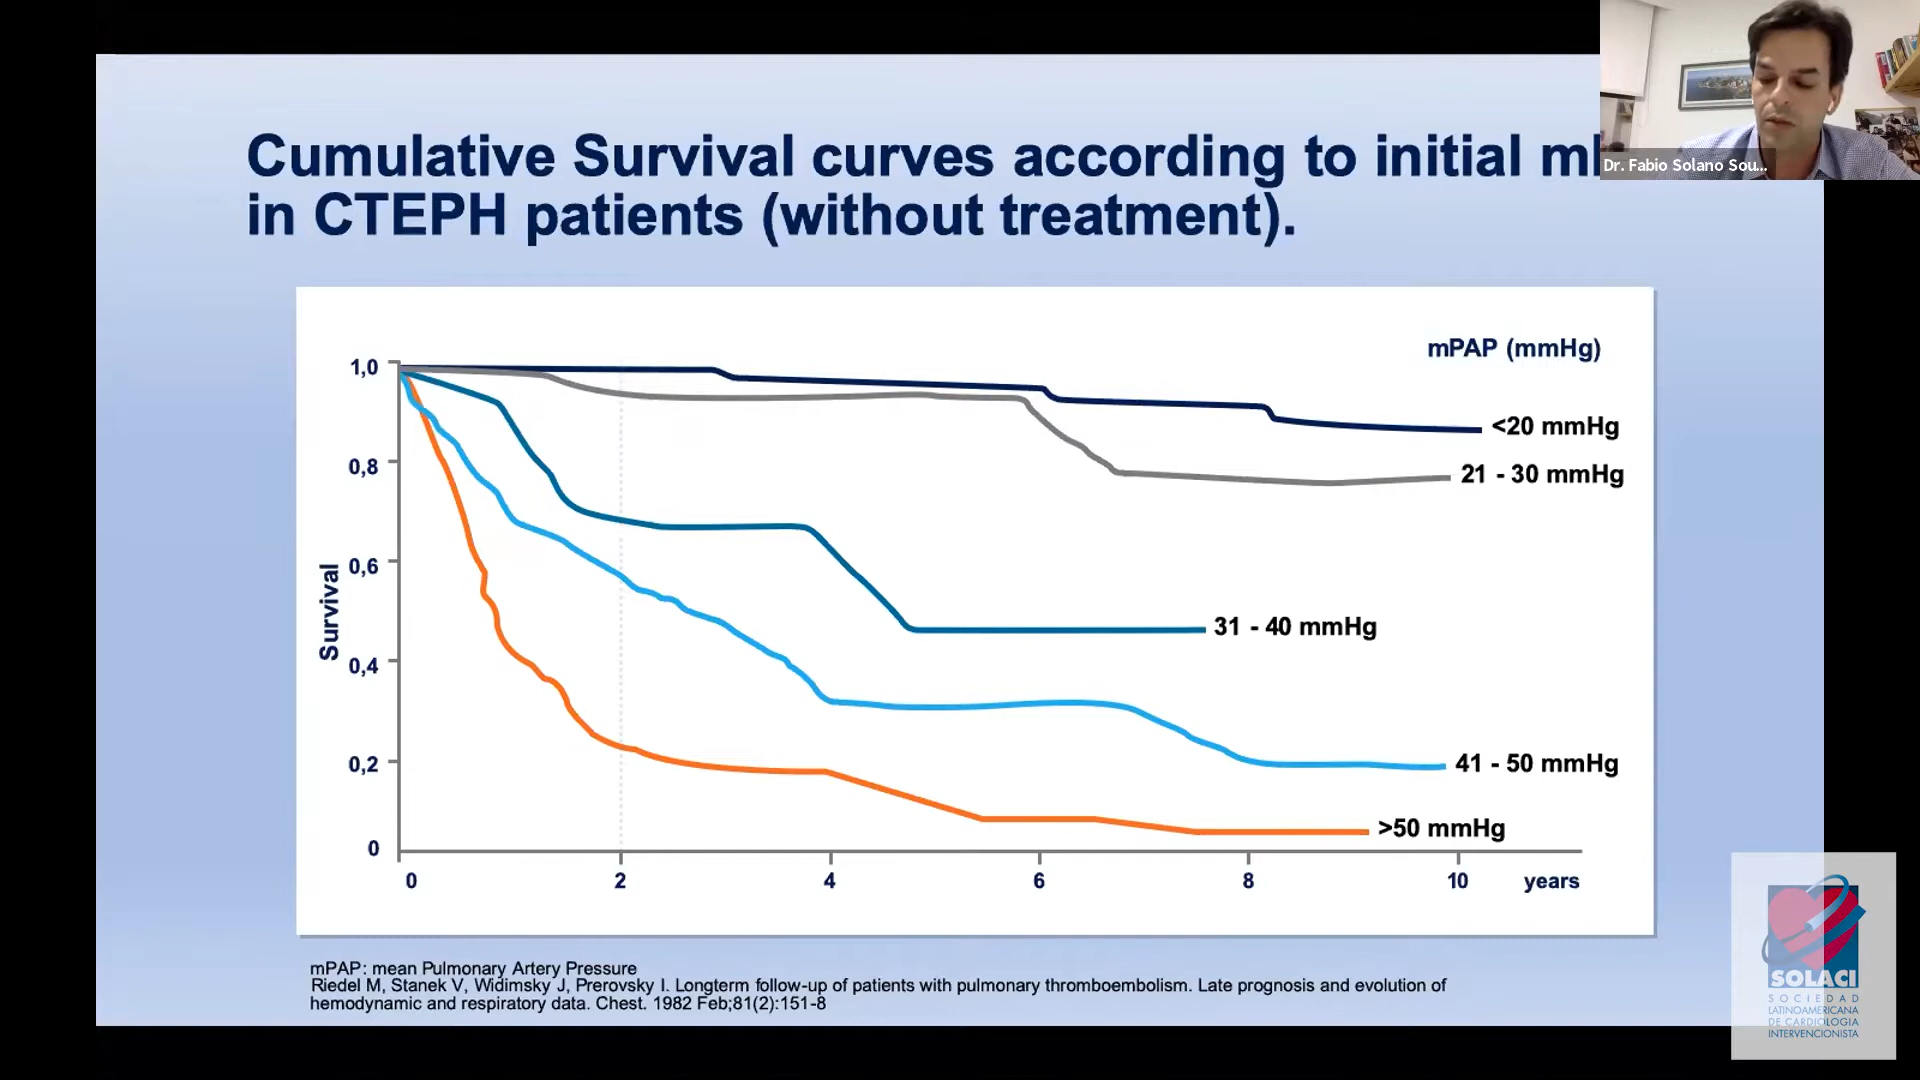 Cumulative Survival curves according to initial
in CTEPH patients (without treatment).
Dr. Fabio Solano Sou...
mPAP (mmHg)
1,0
0,8
0,6
0,4
0,2
0
Survival
<20 mmHg
21 - 30 mmHg
31 - 40 mmHg
41 - 50 mmHg
>50 mmHg
0 2 4 6 8 10 years
mPAP: mean Pulmonary Artery Pressure
Riedel M, Stanek V, Widimsky J, Prerovsky I. Longterm follow-up of patients with pulmonary thromboembolism. Late prognosis and evolution of
hemodynamic and respiratory data. Chest. 1982 Feb;81(2):151-8
SOLACI
SOCIEDAD
LATINOAMERICANA
DE CARDIOLOGIA
INTERVENCIONISTA